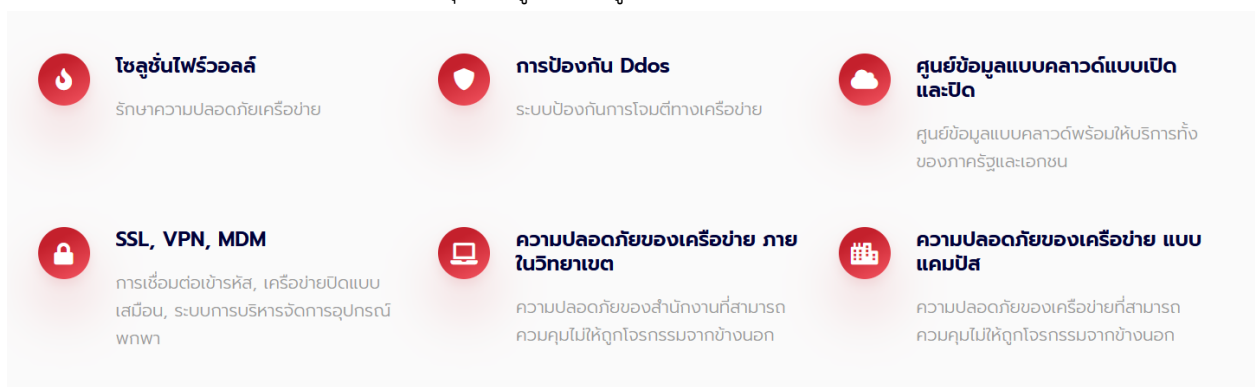 โซลูชั่นไฟร์วอลล์
รักษาความปลอดภัยเครือข่าย
การป้องกัน Ddos
ระบบป้องกันการโจมตีทางเครือข่าย
ศูนย์ข้อมูลแบบคลาวด์แบบเปิด
และปิด
ศูนย์ข้อมูลแบบคลาวด์พร้อมให้บริการทั้ง
ของภาครัฐและเอกชน
SSL, VPN, MDM
การเชื่อมต่อเข้ารหัส, เครือข่ายปิดแบบ
เสมือน, ระบบการบริหารจัดการอุปกรณ์
พกพา
ความปลอดภัยของเครือข่าย ภาย
ในวิทยาเขต
ความปลอดภัยของสำนักงานที่สามารถ
ควมคุมไม่ให้ถูกโจรกรรมจากข้างนอก
ความปลอดภัยของเครือข่าย แบบ
แคมปัส
ความปลอดภัยของเครือข่ายที่สามารถ
ควมคุมไม่ให้ถูกโจรกรรมจากข้างนอก